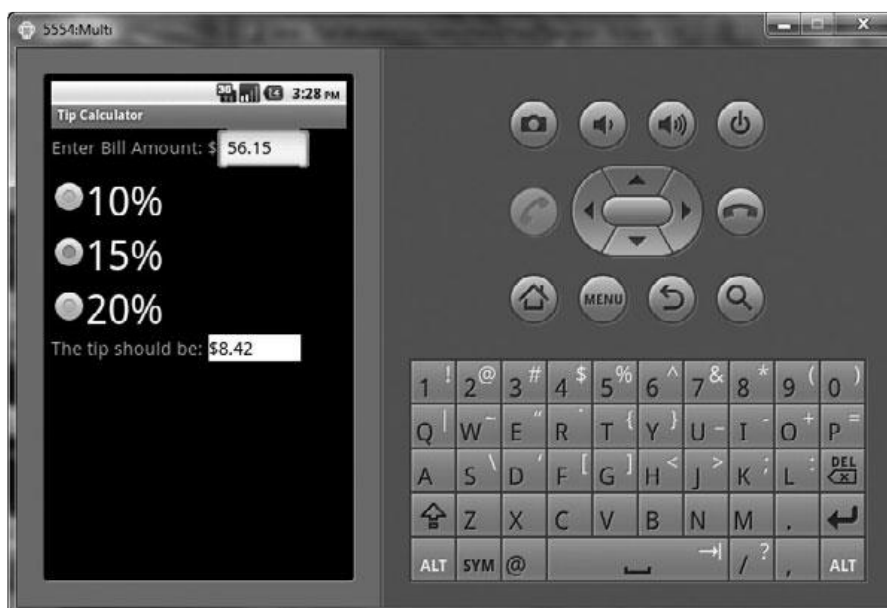 5554:Multi
3G 3:28 PM
Tip Calculator
Enter Bill Amount: $ 56.15
10%
15%
20%
The tip should be: $8.42
MENU
1 ! 2 @ 3 # 4 $ 5 % 6 ^ 7 & 8 * 9 ( 0 )
Q | W ~ E " R ` T { Y } U _ I - O + P =
A S \ D ' F [ G ] H < J > K ; L : DEL
Z X C V B N M .
ALT SYM @ / ? , ALT